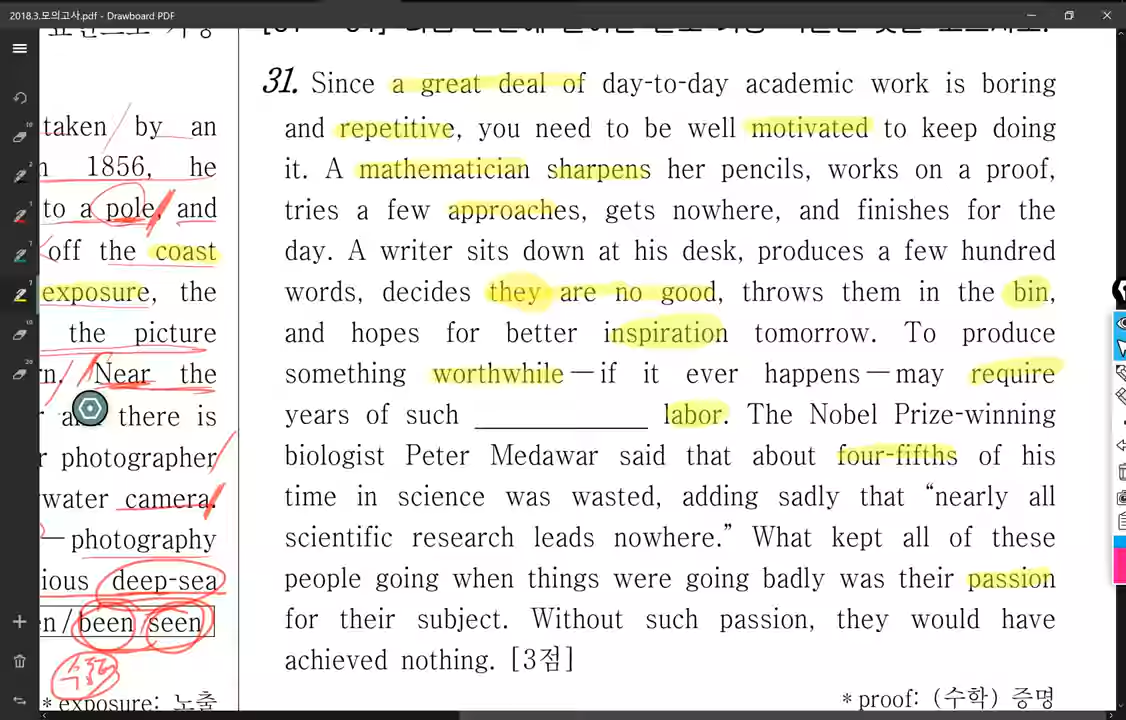 2018.3.모의고사.pdf - Drawboard PDF
taken by an
1856, he
to a pole, and
off the coast
exposure, the
the picture
Near the
there is
photographer
water camera.
— photography
ious deep-sea
n / been / seen
수동
* exposure: 노출
31. Since a great deal of day-to-day academic work is boring
and repetitive, you need to be well motivated to keep doing
it. A mathematician sharpens her pencils, works on a proof,
tries a few approaches, gets nowhere, and finishes for the
day. A writer sits down at his desk, produces a few hundred
words, decides they are no good, throws them in the bin,
and hopes for better inspiration tomorrow. To produce
something worthwhile — if it ever happens — may require
years of such ____________ labor. The Nobel Prize-winning
biologist Peter Medawar said that about four-fifths of his
time in science was wasted, adding sadly that “nearly all
scientific research leads nowhere.” What kept all of these
people going when things were going badly was their passion
for their subject. Without such passion, they would have
achieved nothing. [3점]
* proof: (수학) 증명